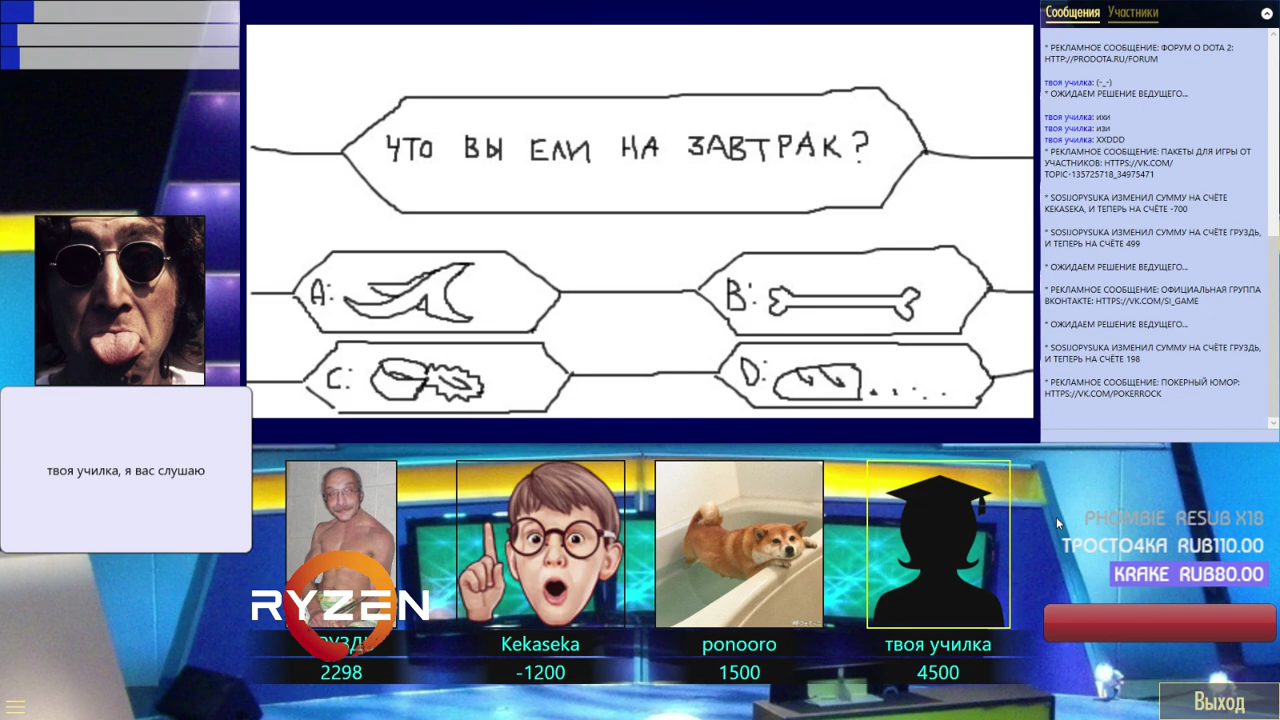 Сообщения Участники
* РЕКЛАМНОЕ СООБЩЕНИЕ: ФОРУМ О DOTA 2:
HTTP://PRODOTA.RU/FORUM
твоя училка: (-_-)
* ОЖИДАЕМ РЕШЕНИЕ ВЕДУЩЕГО...
твоя училка: ихи
твоя училка: изи
твоя училка: XXDDD
* РЕКЛАМНОЕ СООБЩЕНИЕ: ПАКЕТЫ ДЛЯ ИГРЫ ОТ
УЧАСТНИКОВ: HTTPS://VK.COM/
TOPIC-135725718_34975471
* SOSIJOPYSUKA ИЗМЕНИЛ СУММУ НА СЧЁТЕ
KEKASEKA, И ТЕПЕРЬ НА СЧЁТЕ -700
* SOSIJOPYSUKA ИЗМЕНИЛ СУММУ НА СЧЁТЕ ГРУЗДЬ,
И ТЕПЕРЬ НА СЧЁТЕ 499
* ОЖИДАЕМ РЕШЕНИЕ ВЕДУЩЕГО...
* РЕКЛАМНОЕ СООБЩЕНИЕ: ОФИЦИАЛЬНАЯ ГРУППА
ВКОНТАКТЕ: HTTPS://VK.COM/SI_GAME
* ОЖИДАЕМ РЕШЕНИЕ ВЕДУЩЕГО...
* SOSIJOPYSUKA ИЗМЕНИЛ СУММУ НА СЧЁТЕ ГРУЗДЬ,
И ТЕПЕРЬ НА СЧЁТЕ 198
* РЕКЛАМНОЕ СООБЩЕНИЕ: ПОКЕРНЫЙ ЮМОР:
HTTPS://VK.COM/POKERROCK
ЧТО ВЫ ЕЛИ НА ЗАВТРАК?
A:
B:
C:
D:
твоя училка, я вас слушаю
PHOMBIE RESUB X18
ТРОСТО4КА RUB110.00
KRAKE RUB80.00
RYZEN
Kekaseka
ponooro
твоя училка
2298
-1200
1500
4500
Выход